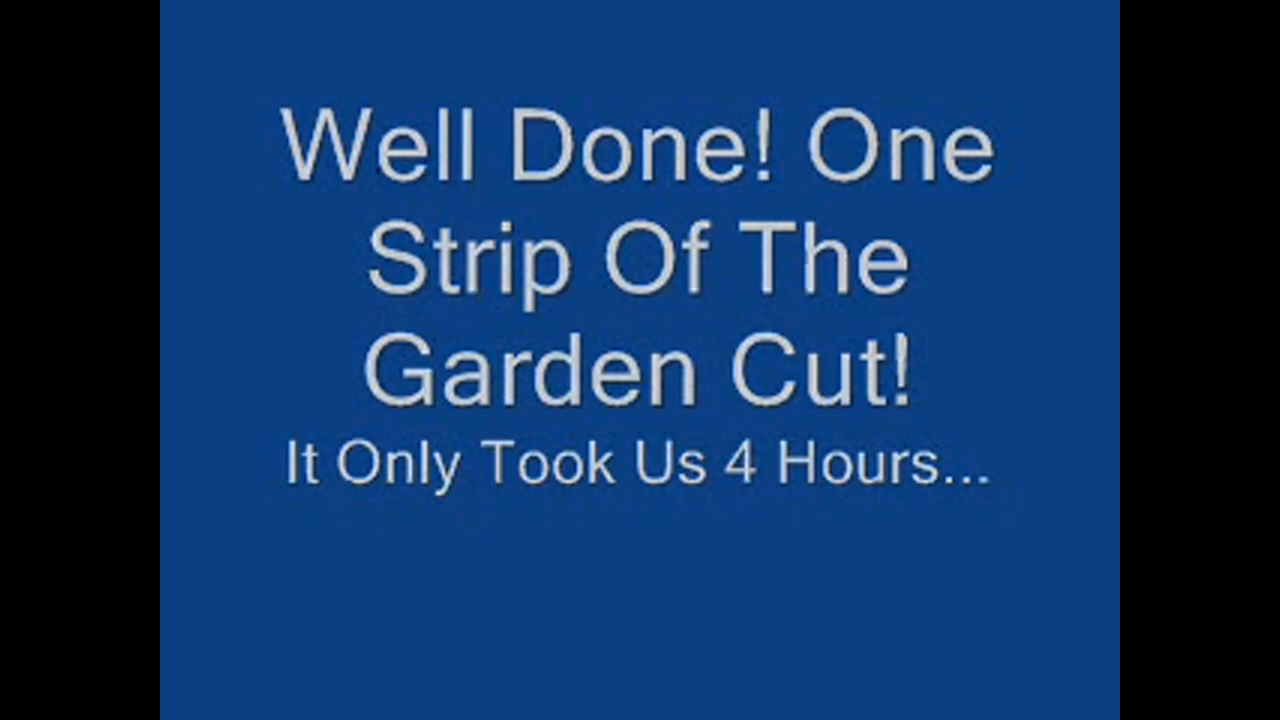 Well Done! One
Strip Of The
Garden Cut!
It Only Took Us 4 Hours...